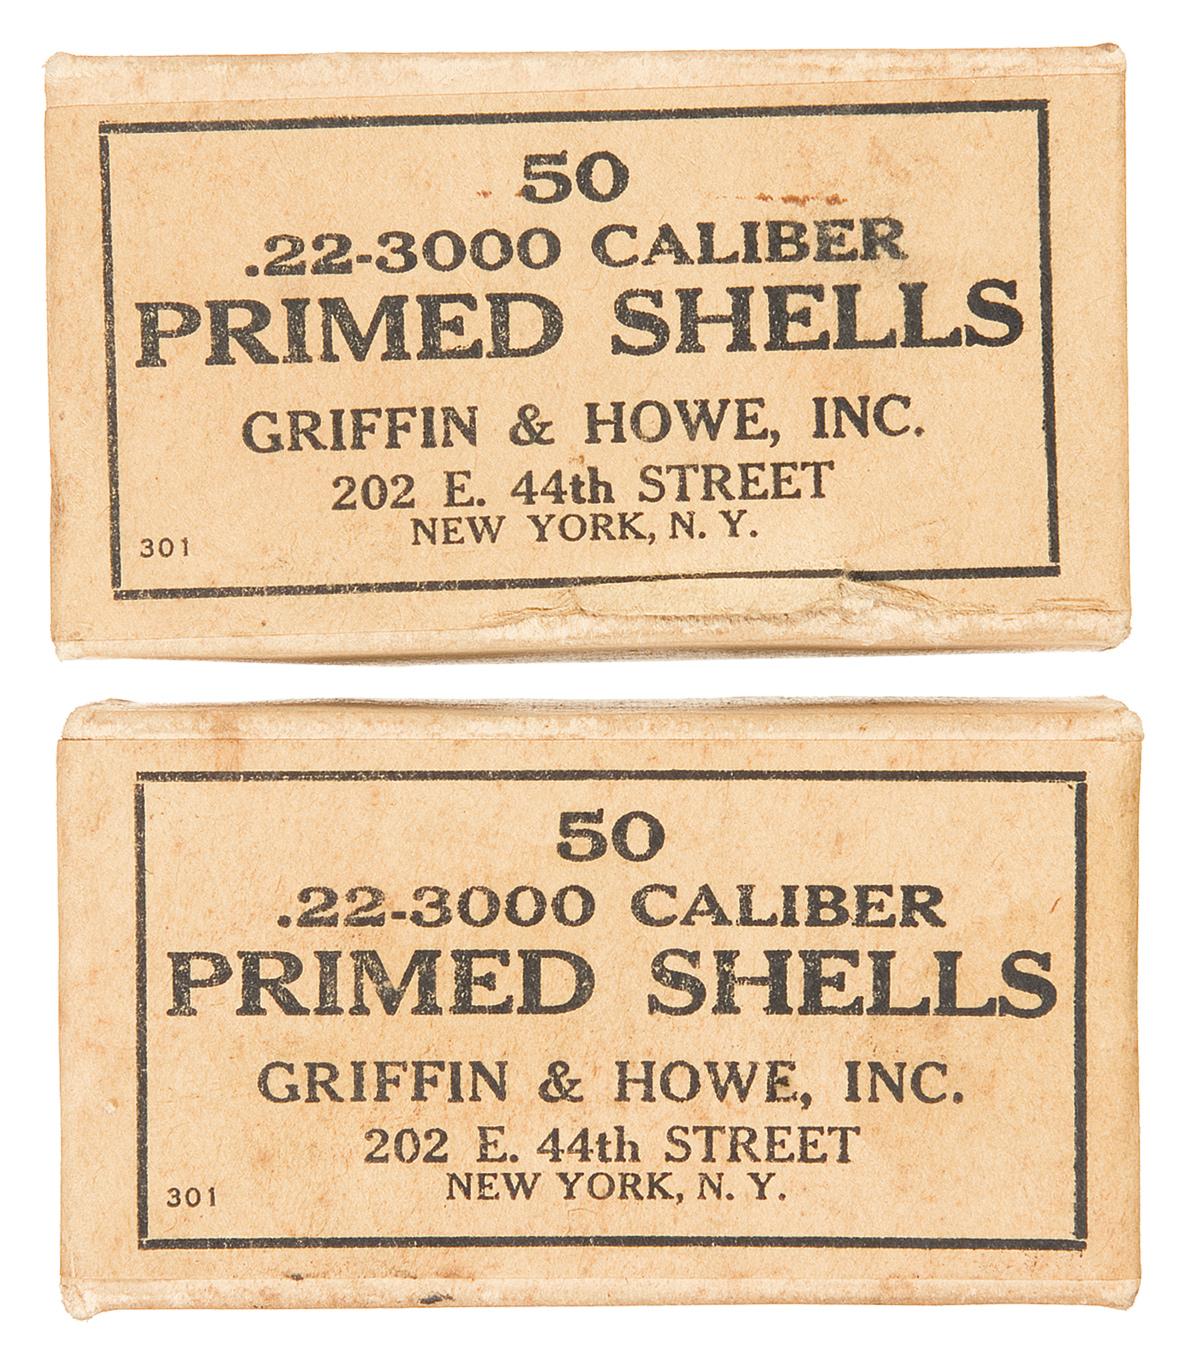 50
.22-3000 CALIBER
PRIMED SHELLS
GRIFFIN & HOWE, INC.
202 E. 44th STREET
NEW YORK, N. Y.
301
50
.22-3000 CALIBER
PRIMED SHELLS
GRIFFIN & HOWE, INC.
202 E. 44th STREET
NEW YORK, N. Y.
301